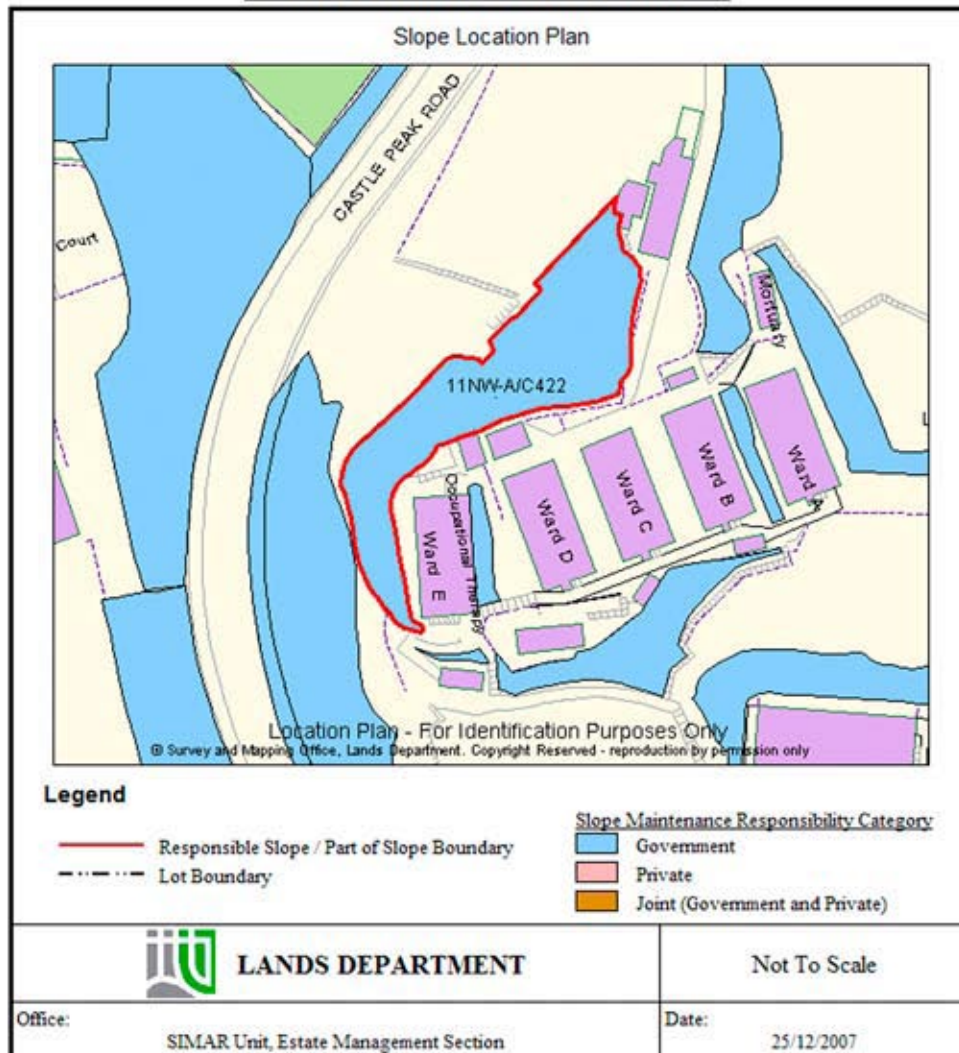 Slope Location Plan
CASTLE PEAK ROAD
Court
Mortuary
11NW-A/C422
Ward A
Ward B
Ward C
Ward D
Occupational Therapy
Ward E
L
Location Plan - For Identification Purposes Only
© Survey and Mapping Office, Lands Department. Copyright Reserved - reproduction by permission only
Legend
Responsible Slope / Part of Slope Boundary
Lot Boundary
Slope Maintenance Responsibility Category
Government
Private
Joint (Government and Private)
LANDS DEPARTMENT
Not To Scale
Office:
SIMAR Unit, Estate Management Section
Date:
25/12/2007